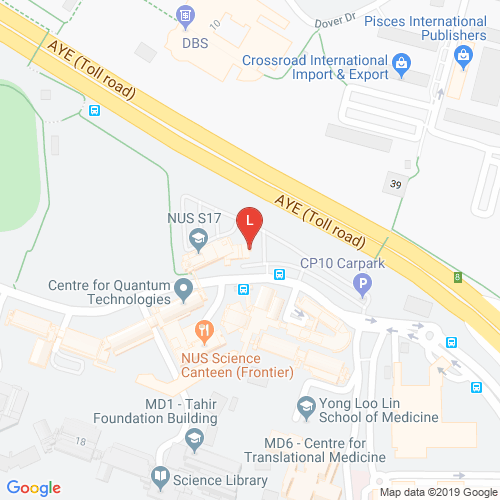 Dover Dr
Pisces International
Publishers
DBS
AYE (Toll road)
Crossroad International
Import & Export
39
AYE (Toll road)
NUS S17
L
CP10 Carpark
8
P
Centre for Quantum
Technologies
NUS Science
Canteen (Frontier)
MD1 - Tahir
Foundation Building
Yong Loo Lin
School of Medicine
18
MD6 - Centre for
Translational Medicine
Science Library
Google
Map data ©2019 Google